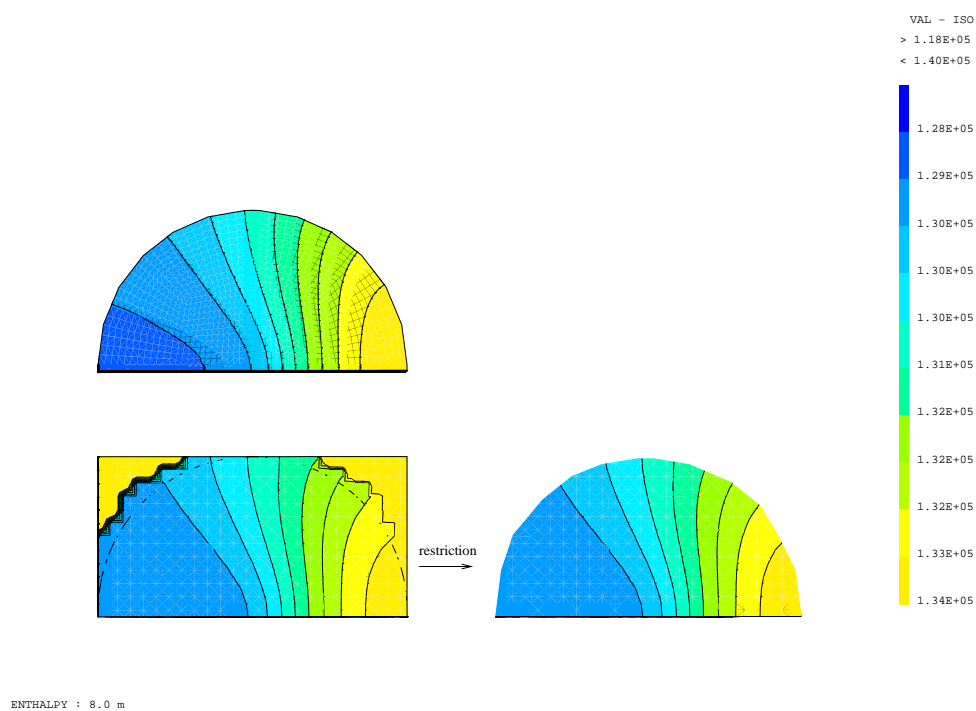 VAL - ISO
> 1.18E+05
< 1.40E+05
1.28E+05
1.29E+05
1.30E+05
1.30E+05
1.30E+05
1.31E+05
1.32E+05
1.32E+05
1.32E+05
1.33E+05
1.34E+05
restriction
ENTHALPY : 8.0 m